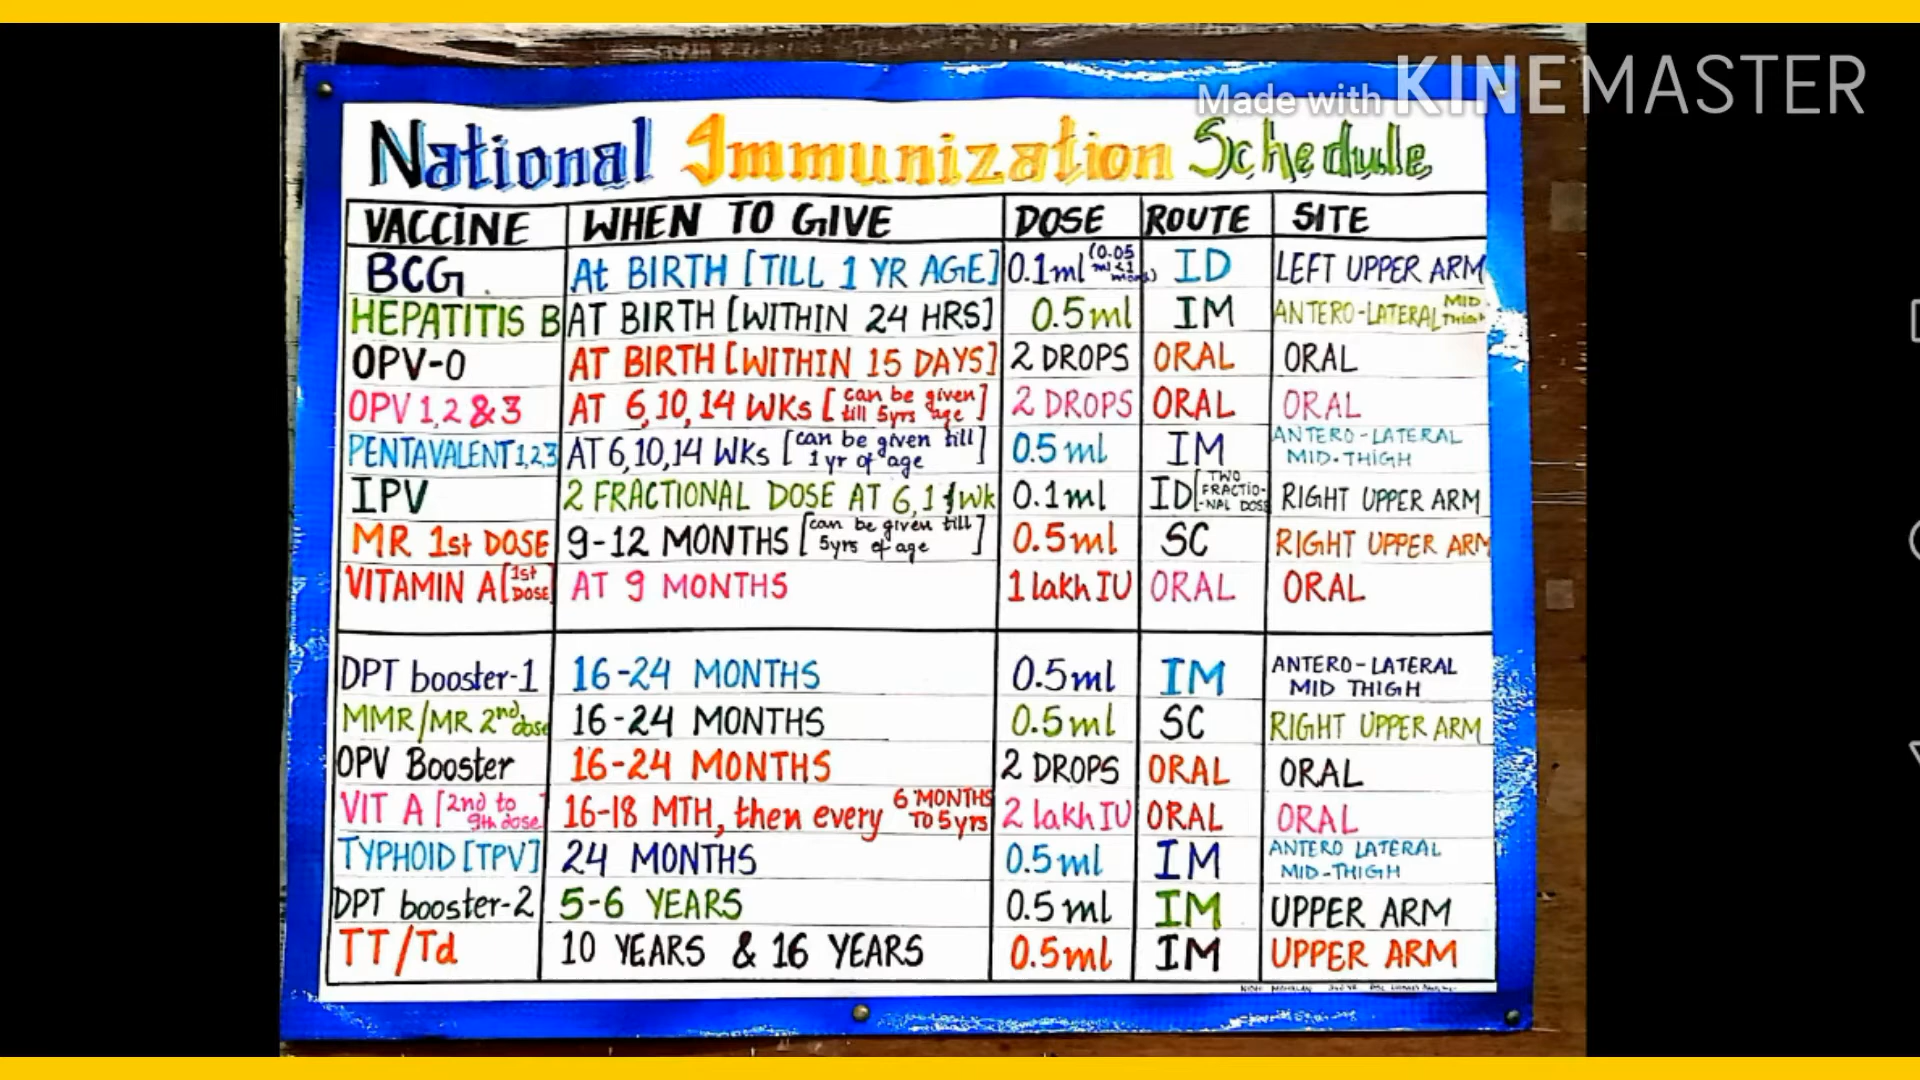 Made with KINEMASTER
National Immunization Schedule
VACCINE WHEN TO GIVE DOSE ROUTE SITE
BCG At BIRTH [TILL 1 YR AGE] 0.1ml (0.05 ml <1 ID LEFT UPPER ARM
HEPATITIS B AT BIRTH [WITHIN 24 HRS] 0.5ml IM ANTERO-LATERAL MID Thigh
OPV-0 AT BIRTH [WITHIN 15 DAYS] 2 DROPS ORAL ORAL
OPV 1,2 & 3 AT 6,10,14 WKs [can be given till 5yrs age] 2 DROPS ORAL ORAL
PENTAVALENT 1,2,3 AT 6,10,14 WKs [can be given till 1 yr of age] 0.5 ml IM ANTERO-LATERAL MID-THIGH
IPV 2 FRACTIONAL DOSE AT 6,14wk 0.1ml ID [TWO FRACTIO-NAL DOSE RIGHT UPPER ARM
MR 1st DOSE 9-12 MONTHS [can be given till 5yrs of age] 0.5ml SC RIGHT UPPER ARM
VITAMIN A [1st DOSE] AT 9 MONTHS 1 lakh IU ORAL ORAL
DPT booster-1 16-24 MONTHS 0.5ml IM ANTERO-LATERAL MID THIGH
MMR/MR 2nd dose 16-24 MONTHS 0.5ml SC RIGHT UPPER ARM
OPV Booster 16-24 MONTHS 2 DROPS ORAL ORAL
VIT A [2nd to 9th dose] 16-18 MTH, then every 6 MONTHS TO 5 yrs 2 lakh IU ORAL ORAL
TYPHOID [TPV] 24 MONTHS 0.5ml IM ANTERO LATERAL MID-THIGH
DPT booster-2 5-6 YEARS 0.5 ml IM UPPER ARM
TT/Td 10 YEARS & 16 YEARS 0.5ml IM UPPER ARM